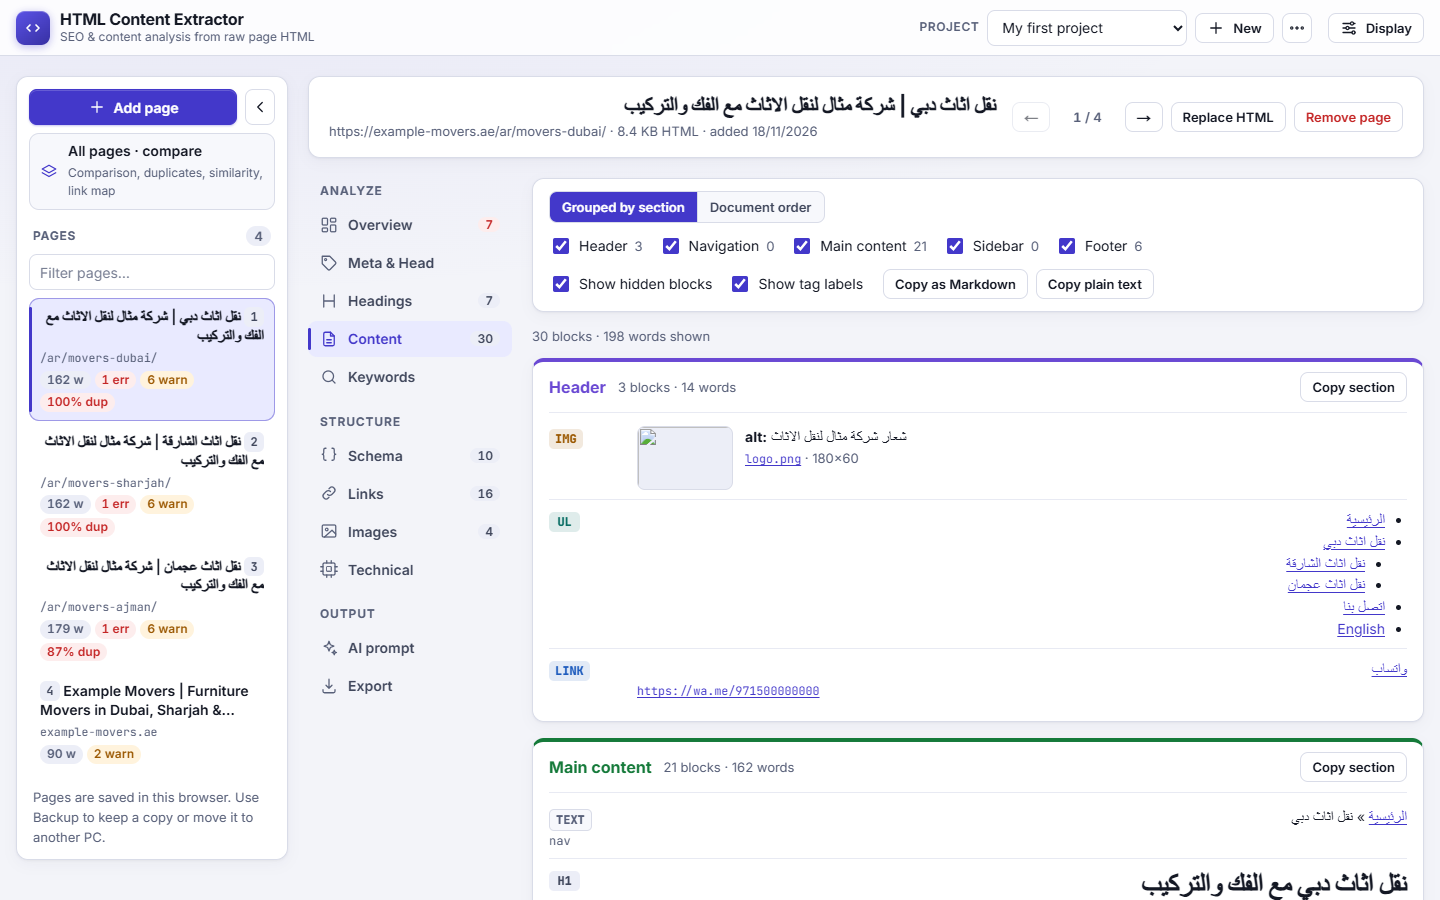 HTML Content Extractor
SEO & content analysis from raw page HTML
PROJECT
My first project
New
Display
Add page
All pages · compare
Comparison, duplicates, similarity,
link map
PAGES
4
Filter pages...
1 نقل اثاث دبي | شركة مثال لنقل الاثاث مع
الفك والتركيب
/ar/movers-dubai/
162 w 1 err 6 warn
100% dup
2 نقل اثاث الشارقة | شركة مثال لنقل الاثاث
مع الفك والتركيب
/ar/movers-sharjah/
162 w 1 err 6 warn
100% dup
3 نقل اثاث عجمان | شركة مثال لنقل الاثاث
مع الفك والتركيب
/ar/movers-ajman/
179 w 1 err 6 warn
87% dup
4 Example Movers | Furniture
Movers in Dubai, Sharjah &...
example-movers.ae
90 w 2 warn
Pages are saved in this browser. Use
Backup to keep a copy or move it to
another PC.
نقل اثاث دبي | شركة مثال لنقل الاثاث مع الفك والتركيب
https://example-movers.ae/ar/movers-dubai/ · 8.4 KB HTML · added 18/11/2026
← 1 / 4 →
Replace HTML
Remove page
ANALYZE
Overview 7
Meta & Head
Headings 7
Content 30
Keywords
STRUCTURE
Schema 10
Links 16
Images 4
Technical
OUTPUT
AI prompt
Export
Grouped by section
Document order
Header 3
Navigation 0
Main content 21
Sidebar 0
Footer 6
Show hidden blocks
Show tag labels
Copy as Markdown
Copy plain text
30 blocks · 198 words shown
Header 3 blocks · 14 words
Copy section
IMG
alt: شعار شركة مثال لنقل الاثاث
logo.png · 180×60
UL
الرئيسية
نقل اثاث دبي
نقل اثاث الشارقة
نقل اثاث عجمان
اتصل بنا
English
LINK
واتساب
https://wa.me/971500000000
Main content 21 blocks · 162 words
Copy section
TEXT
nav
الرئيسية » نقل اثاث دبي
H1
نقل اثاث دبي مع الفك والتركيب